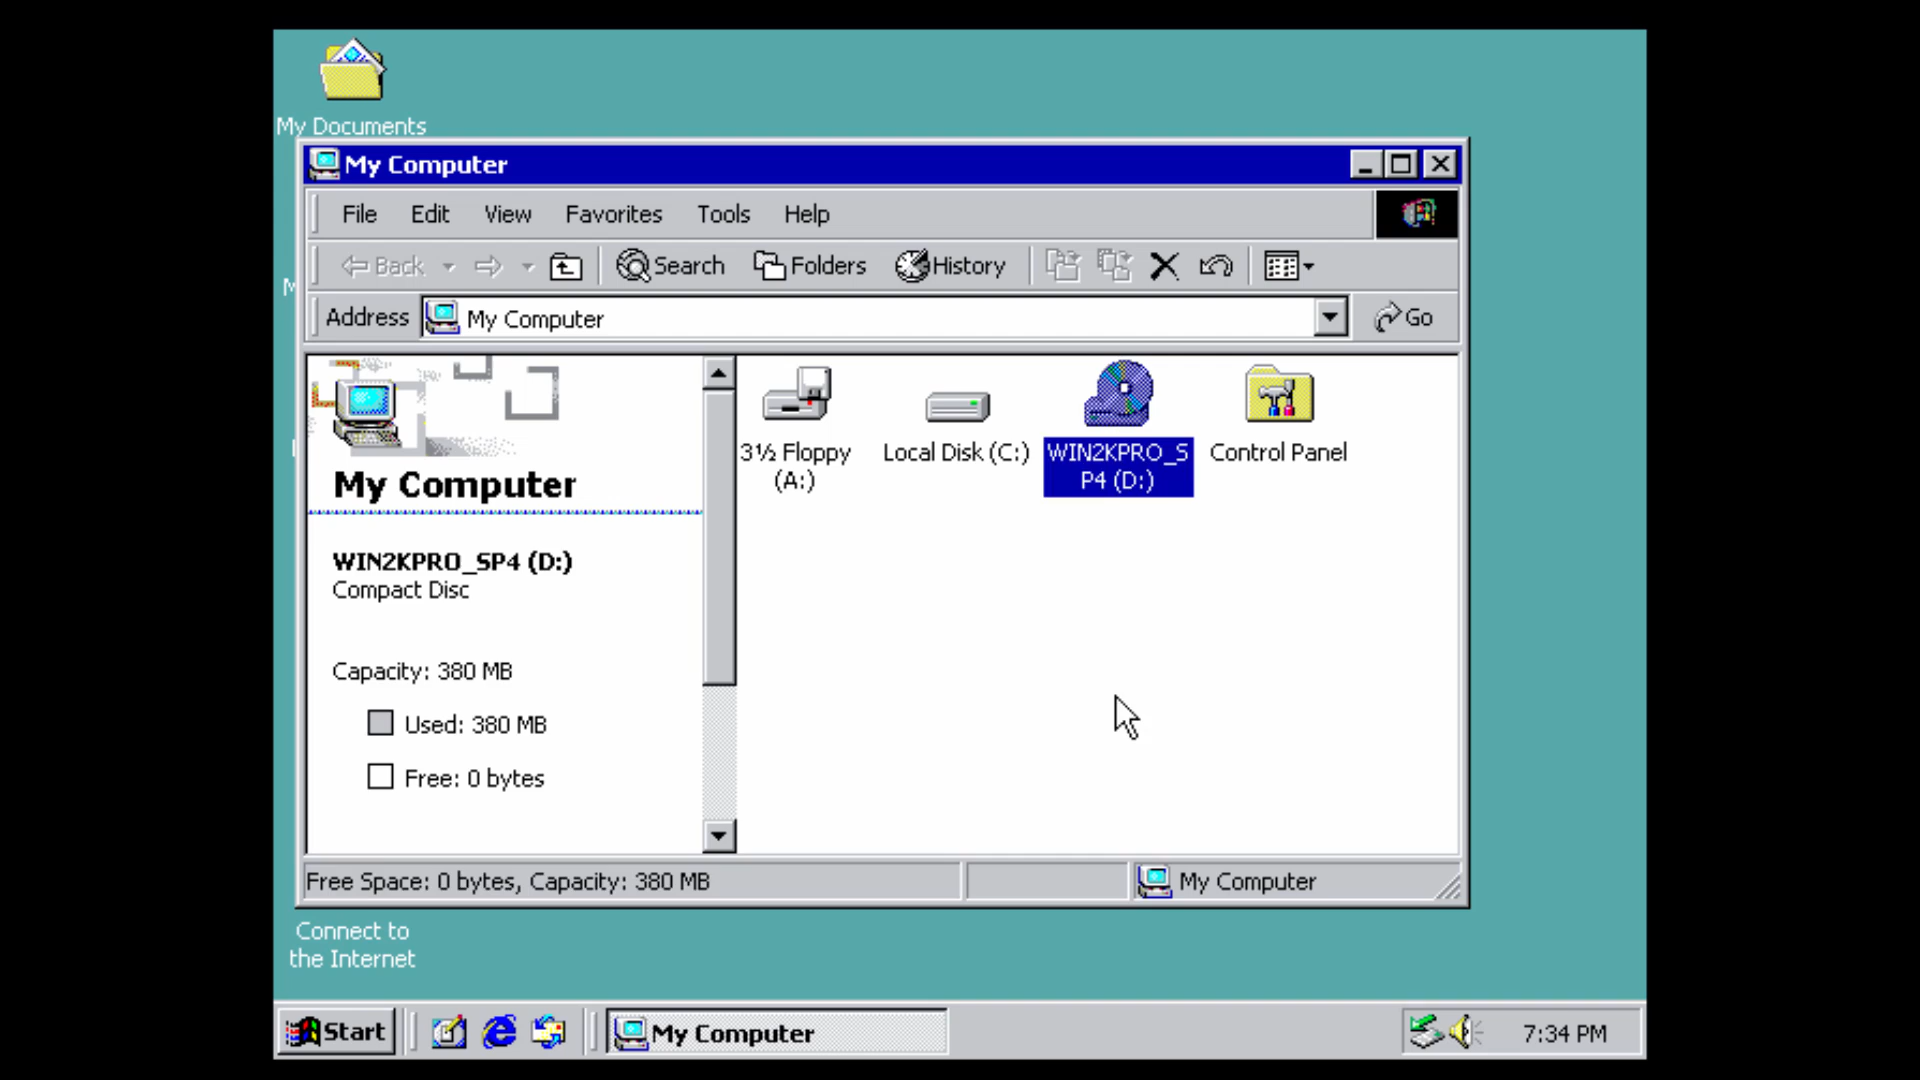 My Documents
My Computer
File Edit View Favorites Tools Help
Back Search Folders History
Address My Computer Go
My Computer
WIN2KPRO_SP4 (D:)
Compact Disc
Capacity: 380 MB
Used: 380 MB
Free: 0 bytes
3½ Floppy
(A:)
Local Disk (C:)
WIN2KPRO_S
P4 (D:)
Control Panel
Free Space: 0 bytes, Capacity: 380 MB
My Computer
Connect to
the Internet
Start My Computer 7:34 PM